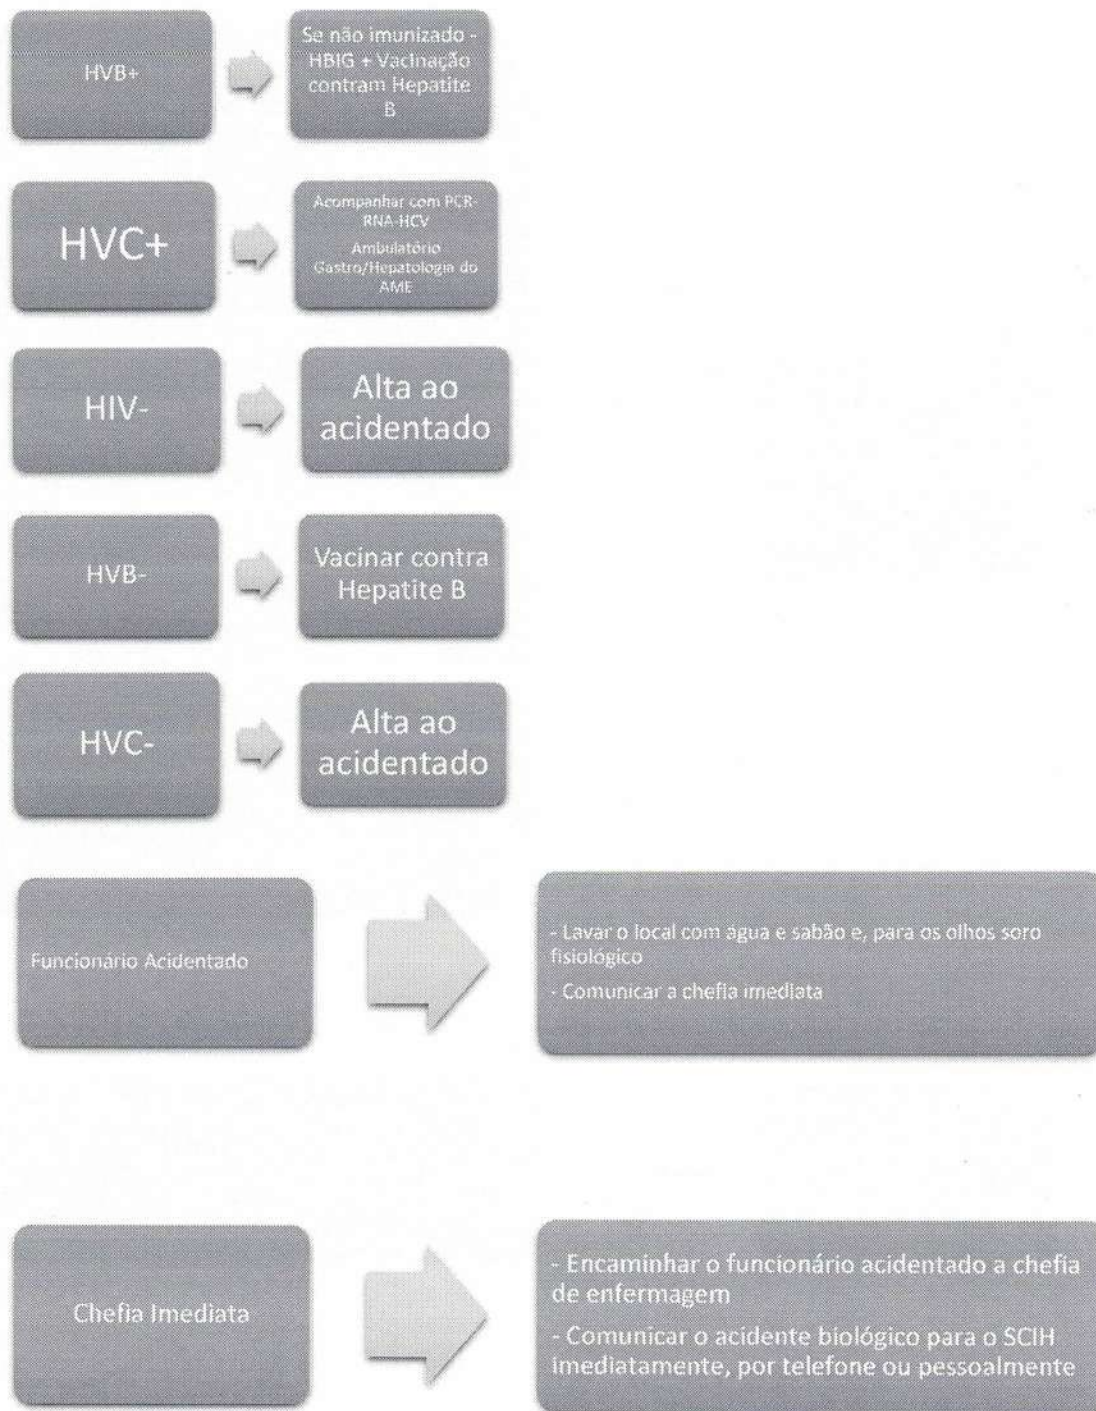 HVB+
Se não imunizado -
HBIG + Vacinação
contram Hepatite
B
HVC+
Acompanhar com PCR-
RNA-HCV
Ambulatório
Gastro/Hepatologia do
AME
HIV-
Alta ao
acidentado
HVB-
Vacinar contra
Hepatite B
HVC-
Alta ao
acidentado
Funcionário Acidentado
- Lavar o local com água e sabão e, para os olhos soro
fisiológico
- Comunicar a chefia imediata
Chefia Imediata
- Encaminhar o funcionário acidentado a chefia
de enfermagem
- Comunicar o acidente biológico para o SCIH
imediatamente, por telefone ou pessoalmente